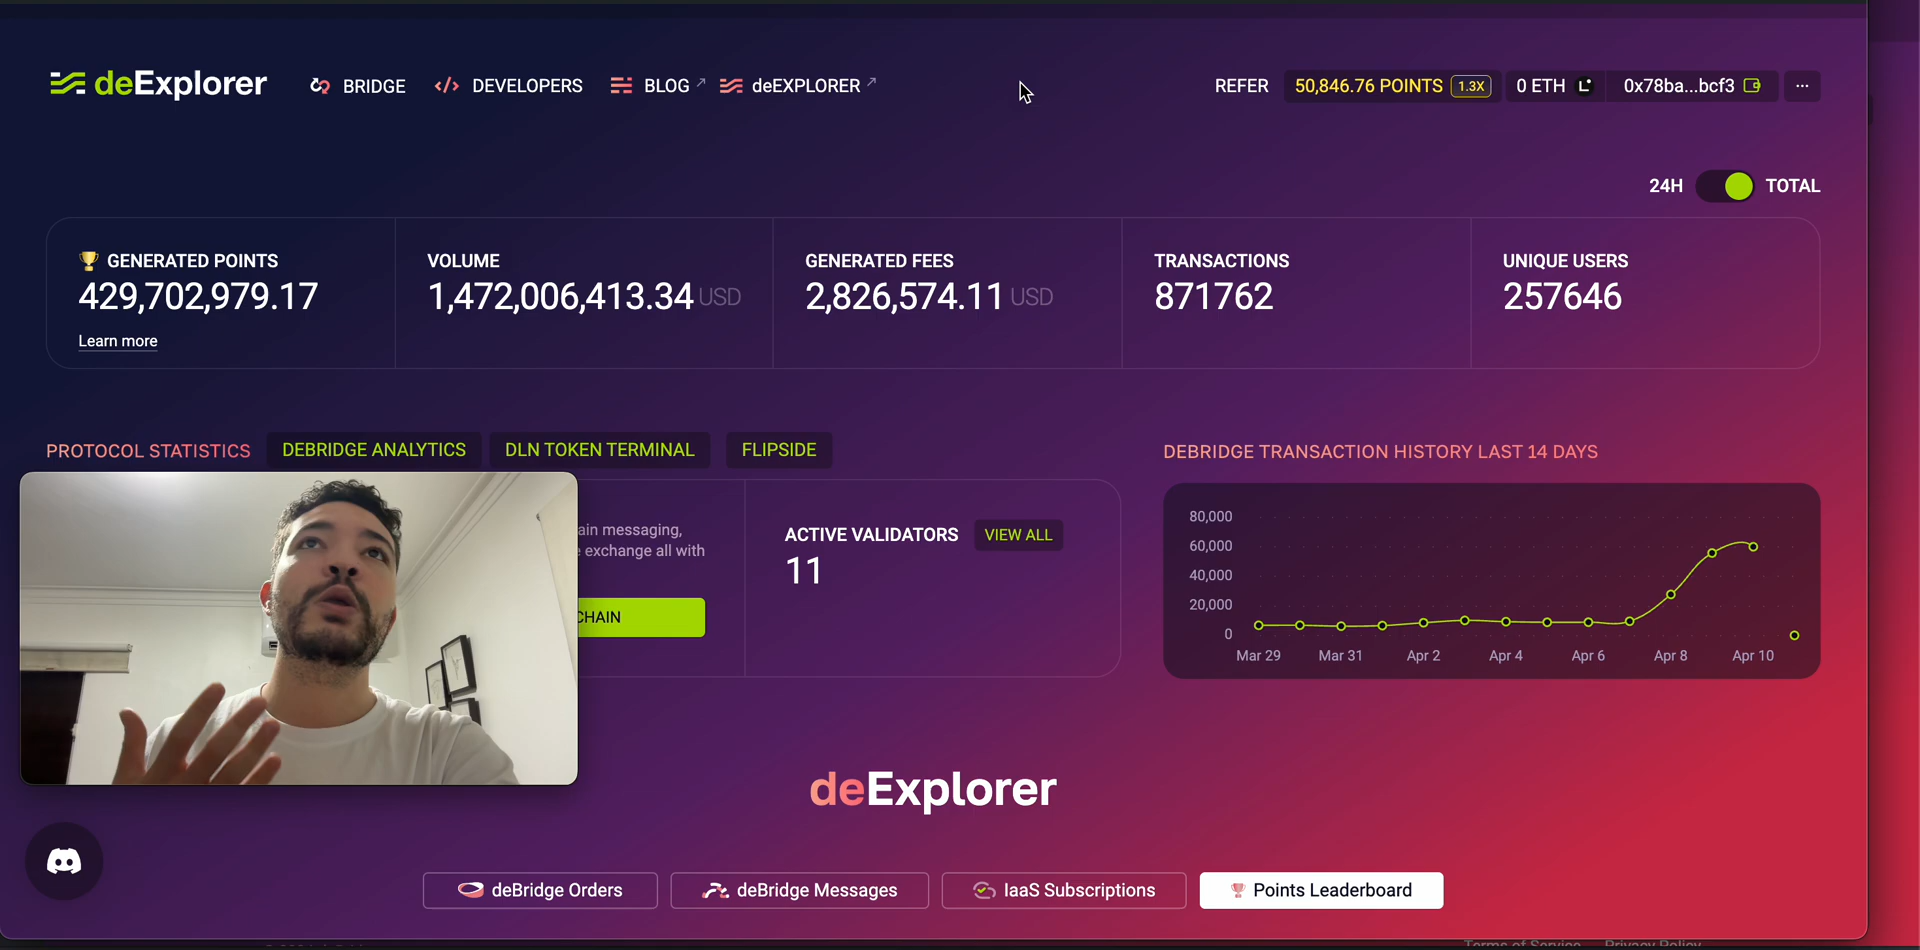 deExplorer BRIDGE </> DEVELOPERS BLOG ↗ deEXPLORER ↗ REFER 50,846.76 POINTS 1.3X 0 ETH 0x78ba...bcf3 ...
24H TOTAL
GENERATED POINTS VOLUME GENERATED FEES TRANSACTIONS UNIQUE USERS
429,702,979.17 1,472,006,413.34 USD 2,826,574.11 USD 871762 257646
Learn more
PROTOCOL STATISTICS DEBRIDGE ANALYTICS DLN TOKEN TERMINAL FLIPSIDE
ain messaging,
exchange all with
CHAIN
ACTIVE VALIDATORS VIEW ALL
11
DEBRIDGE TRANSACTION HISTORY LAST 14 DAYS
80,000
60,000
40,000
20,000
0
Mar 29 Mar 31 Apr 2 Apr 4 Apr 6 Apr 8 Apr 10
deExplorer
deBridge Orders deBridge Messages IaaS Subscriptions Points Leaderboard
Terms of Service Privacy Policy